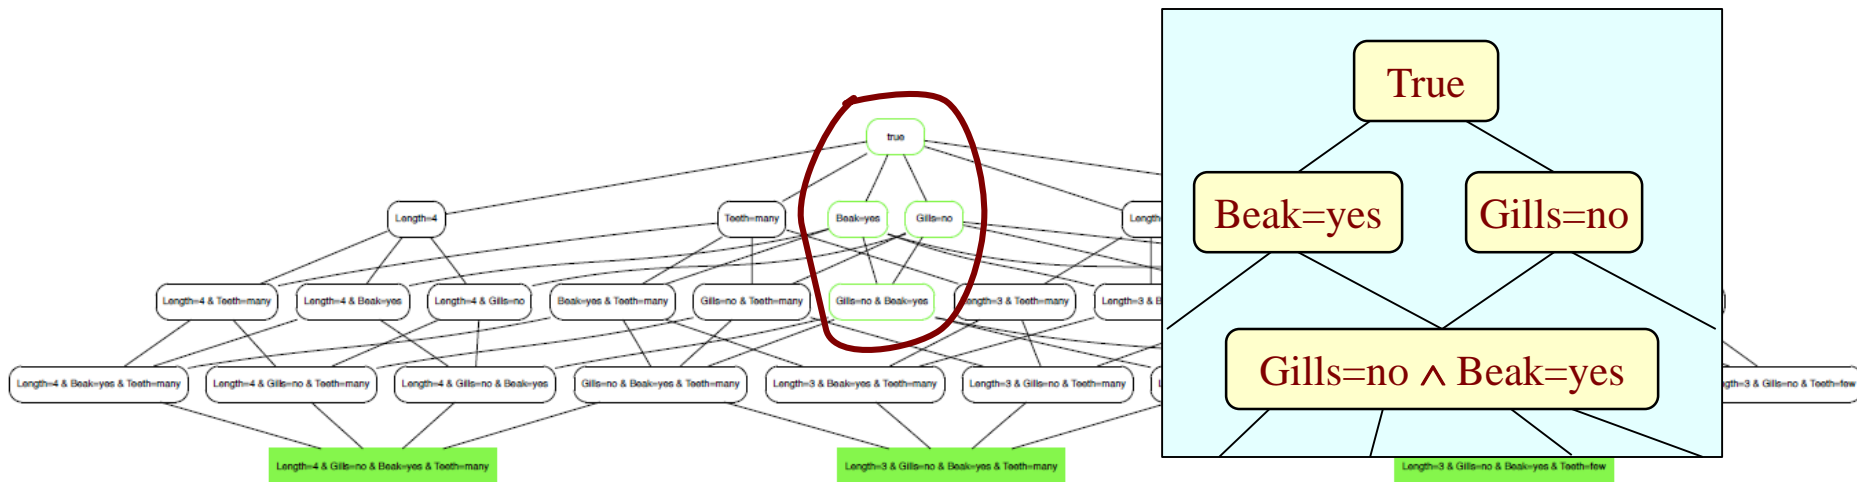 True
true
Beak=yes
Gills=no
Length=4
Teeth=many
Beak=yes
Gills=no
Length=4 & Teeth=many
Length=4 & Beak=yes
Length=4 & Gills=no
Beak=yes & Teeth=many
Gills=no & Teeth=many
Gills=no & Beak=yes
Length=3 & Teeth=many
Gills=no ∧ Beak=yes
Length=4 & Beak=yes & Teeth=many
Length=4 & Gills=no & Teeth=many
Length=4 & Gills=no & Beak=yes
Gills=no & Beak=yes & Teeth=many
Length=3 & Beak=yes & Teeth=many
Length=3 & Gills=no & Teeth=many
Length=4 & Gills=no & Beak=yes & Teeth=many
Length=3 & Gills=no & Beak=yes & Teeth=many
Length=3 & Gills=no & Beak=yes & Teeth=few